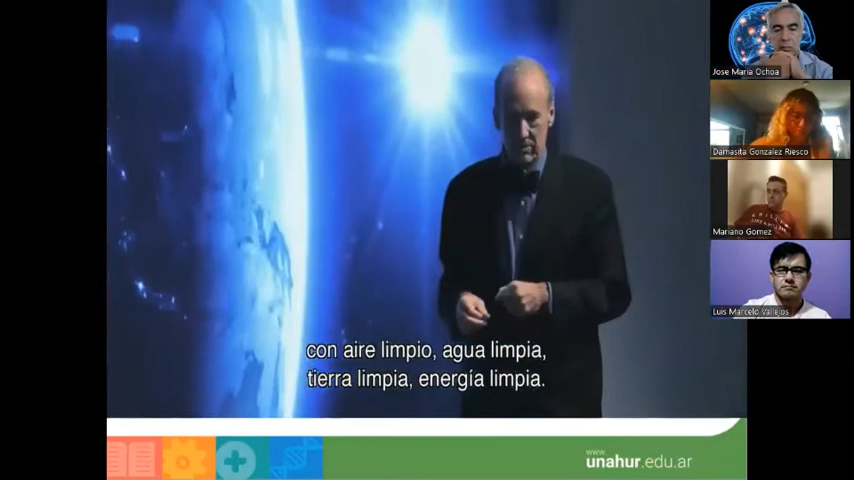 con aire limpio, agua limpia,
tierra limpia, energía limpia.
www.
unahur.edu.ar
Jose Maria Ochoa
Damasita Gonzalez Riesco
Mariano Gomez
Luis Marcelo Vallejos